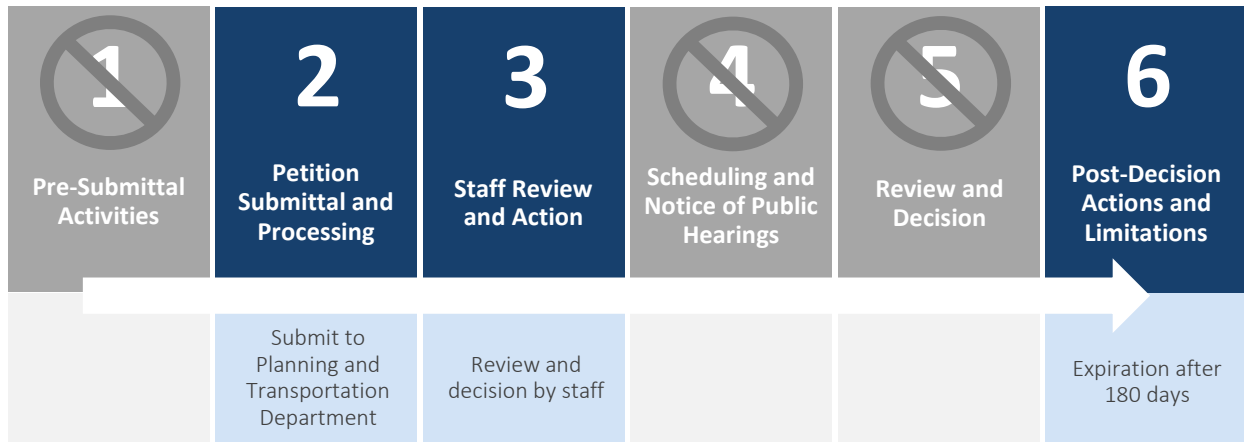 1
Pre-Submittal
Activities
2
Petition
Submittal and
Processing
3
Staff Review
and Action
4
Scheduling and
Notice of Public
Hearings
5
Review and
Decision
6
Post-Decision
Actions and
Limitations
Submit to
Planning and
Transportation
Department
Review and
decision by staff
Expiration after
180 days